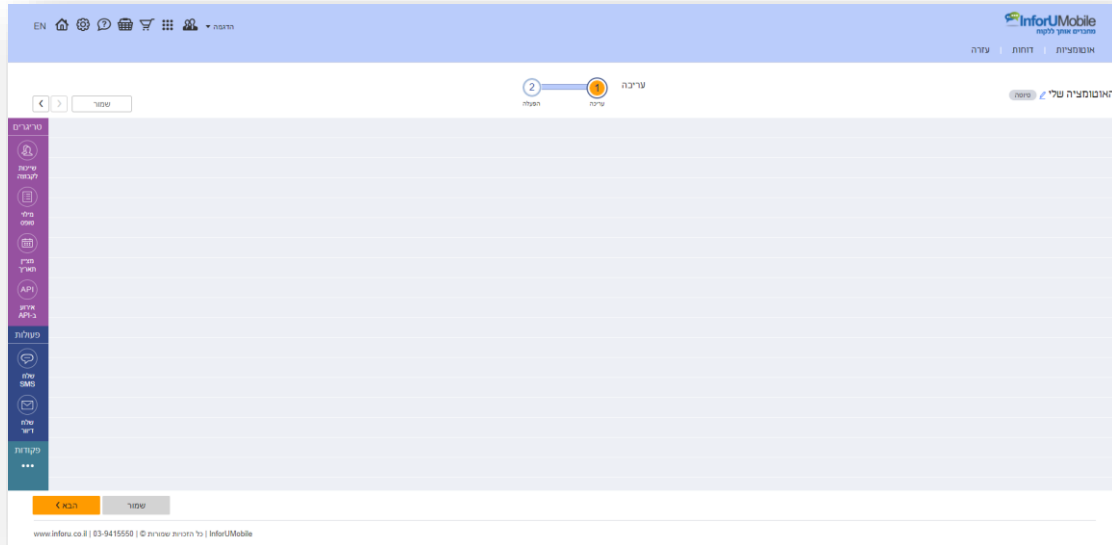 InforUMobile
מחברים אותך ללקוח
אוטומציות | דוחות | עזרה
הדוגמה
EN
האוטומציה שלי
טיוטה
עריכה
1
2
עריכה
הפעלה
שמור
טריגרים
שייכות
לקבוצה
מילוי
טופס
מציין
תאריך
API
אירוע
ב-API
פעולות
שלח
SMS
שלח
דיוור
פקודות
שמור
הבא
InforUMobile | כל הזכויות שמורות © | 03-9415550 | www.inforu.co.il